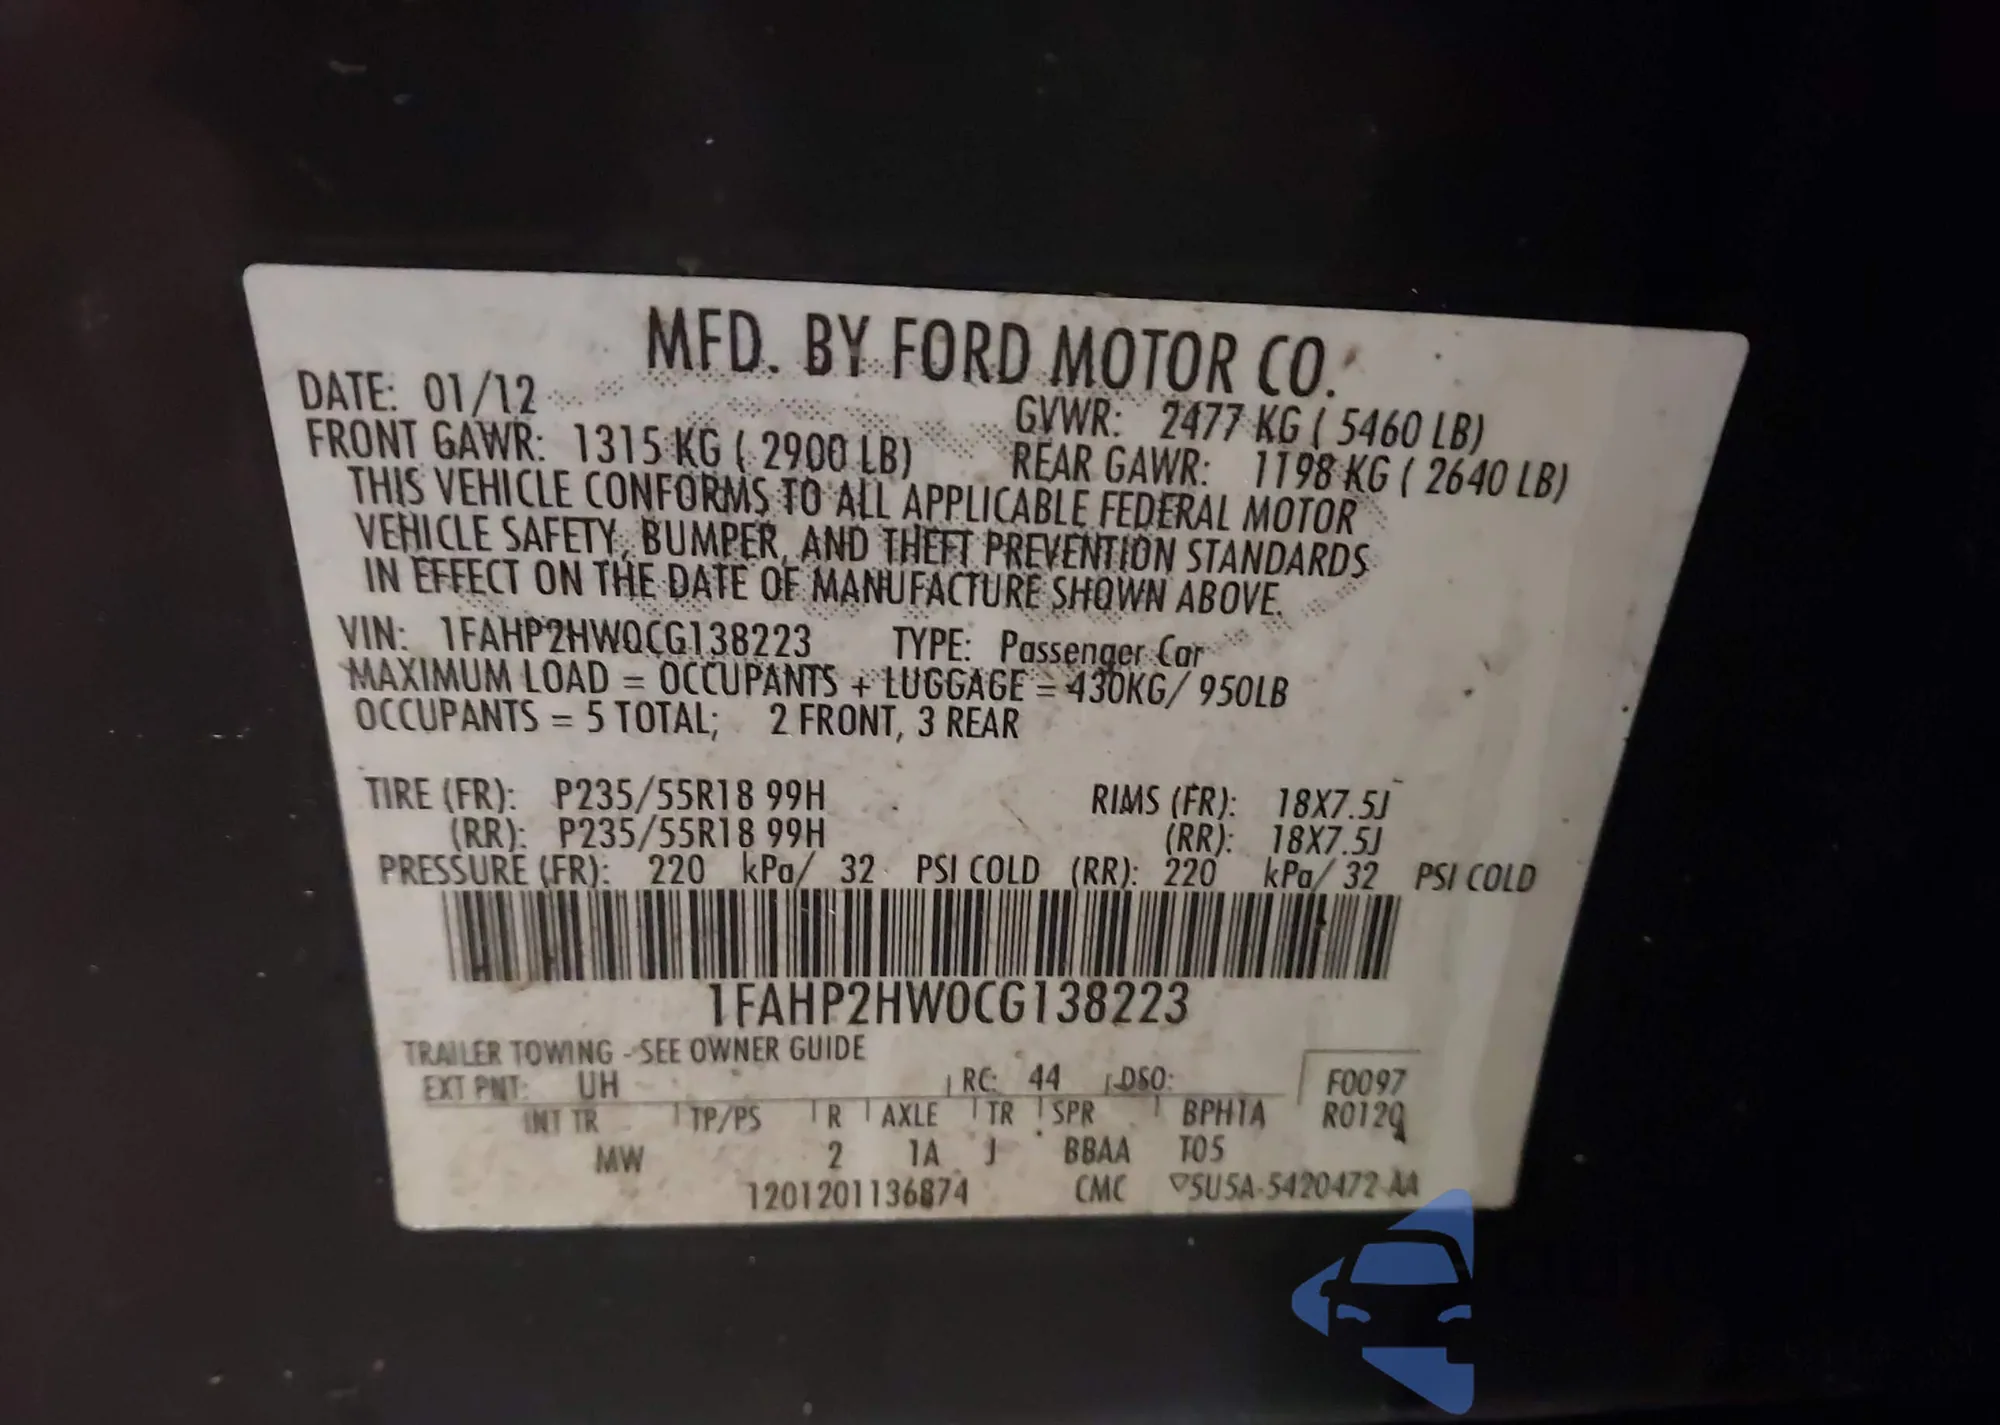 MFD. BY FORD MOTOR CO.
DATE: 01/12 GVWR: 2477 KG ( 5460 LB)
FRONT GAWR: 1315 KG ( 2900 LB) REAR GAWR: 1198 KG ( 2640 LB)
THIS VEHICLE CONFORMS TO ALL APPLICABLE FEDERAL MOTOR
VEHICLE SAFETY, BUMPER, AND THEFT PREVENTION STANDARDS
IN EFFECT ON THE DATE OF MANUFACTURE SHOWN ABOVE.
VIN: 1FAHP2HW0CG138223 TYPE: Passenger Car
MAXIMUM LOAD = OCCUPANTS + LUGGAGE = 430KG/ 950LB
OCCUPANTS = 5 TOTAL; 2 FRONT, 3 REAR
TIRE (FR): P235/55R18 99H RIMS (FR): 18X7.5J
(RR): P235/55R18 99H (RR): 18X7.5J
PRESSURE (FR): 220 kPa/ 32 PSI COLD (RR): 220 kPa/ 32 PSI COLD
1FAHP2HW0CG138223
TRAILER TOWING - SEE OWNER GUIDE
EXT PNT: UH RC: 44 DSO: F0097
INT TR TP/PS R AXLE TR SPR BPH1A R0120
MW 2 1A J BBAA T05
1201201136874 CMC 5U5A-5420472-AA